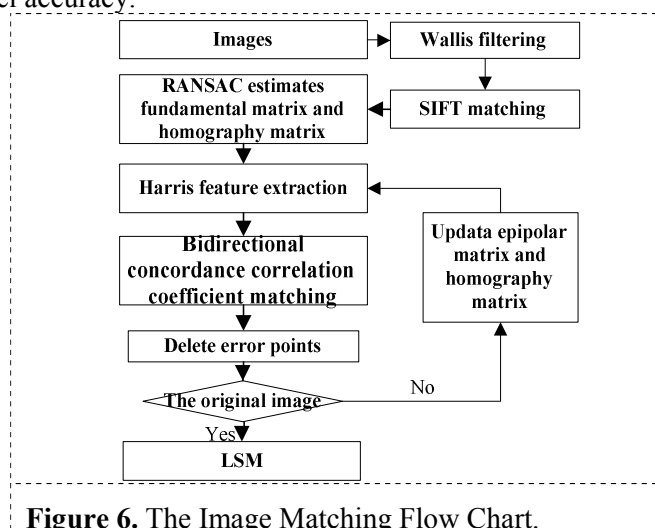 accuracy.
Images
Wallis filtering
RANSAC estimates
fundamental matrix and
homography matrix
SIFT matching
Harris feature extraction
Updata epipolar
matrix and
homography
matrix
Bidirectional
concordance correlation
coefficient matching
Delete error points
The original image
No
Yes
LSM
Figure 6. The Image Matching Flow Chart.